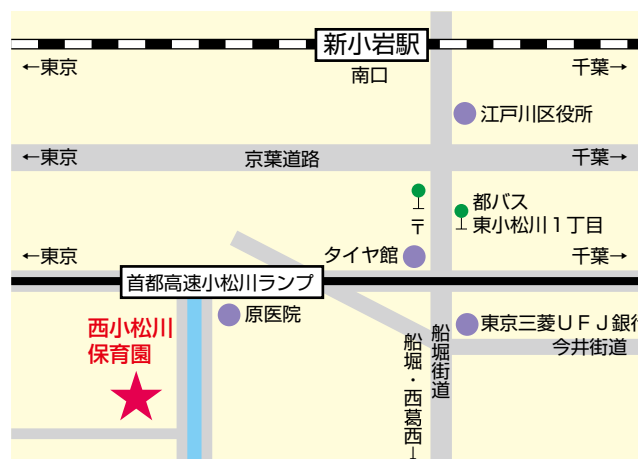 新小岩駅
←東京
南口
千葉→
江戸川区役所
←東京
京葉道路
千葉→
都バス
東小松川1丁目
〒
←東京
タイヤ館
千葉→
首都高速小松川ランプ
原医院
西小松川
保育園
東京三菱UFJ銀行
今井街道
船堀街道
船堀・西葛西→